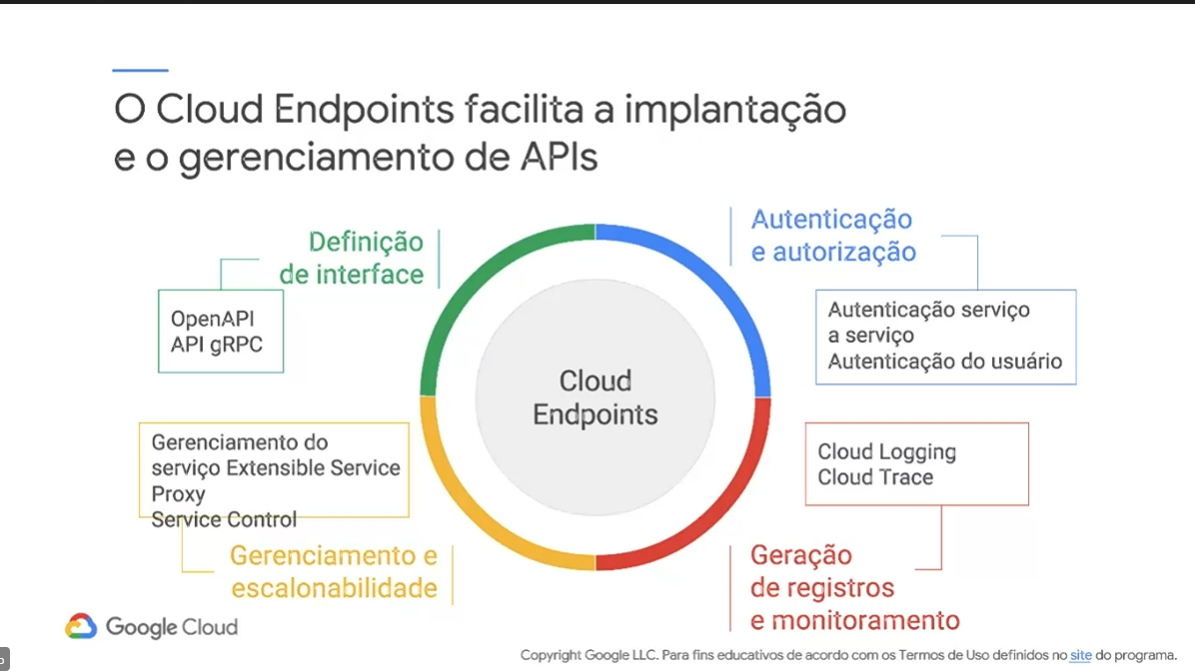 O Cloud Endpoints facilita a implantação
e o gerenciamento de APIs
Definição
de interface
OpenAPI
API gRPC
Autenticação
e autorização
Autenticação serviço
a serviço
Autenticação do usuário
Cloud
Endpoints
Gerenciamento do
serviço Extensible Service
Proxy
Service Control
Gerenciamento e
escalonabilidade
Cloud Logging
Cloud Trace
Geração
de registros
e monitoramento
Google Cloud
Copyright Google LLC. Para fins educativos de acordo com os Termos de Uso definidos no site do programa.